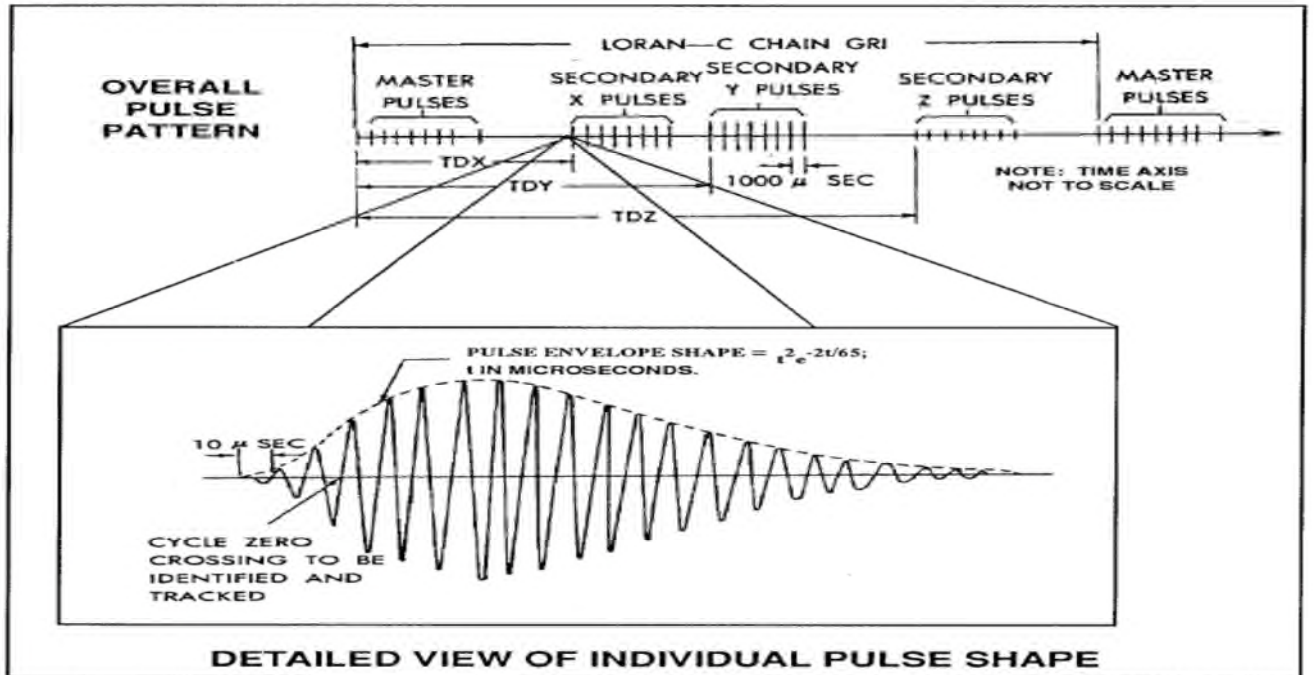 LORAN—C CHAIN GRI
OVERALL
PULSE
PATTERN
MASTER
PULSES
SECONDARY
X PULSES
SECONDARY
Y PULSES
SECONDARY
Z PULSES
MASTER
PULSES
TDX
TDY
TDZ
1000 μ SEC
NOTE: TIME AXIS
NOT TO SCALE
PULSE ENVELOPE SHAPE = t²e-2t/65;
t IN MICROSECONDS.
10 μ SEC
CYCLE ZERO
CROSSING TO BE
IDENTIFIED AND
TRACKED
DETAILED VIEW OF INDIVIDUAL PULSE SHAPE